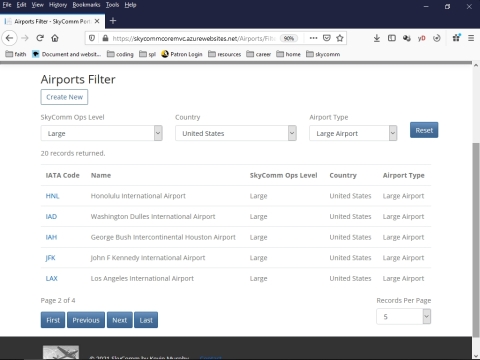 File Edit View History Bookmarks Tools Help
Airports Filter - SkyComm Port
https://skycommcoremvc.azurewebsites.net/Airports/Filt 90%
faith Document and websit... coding spl Patron Login resources career home skycomm
Airports Filter
Create New
SkyComm Ops Level Country Airport Type
Large United States Large Airport Reset
20 records returned.
IATA Code Name SkyComm Ops Level Country Airport Type
HNL Honolulu International Airport Large United States Large Airport
IAD Washington Dulles International Airport Large United States Large Airport
IAH George Bush Intercontinental Houston Airport Large United States Large Airport
JFK John F Kennedy International Airport Large United States Large Airport
LAX Los Angeles International Airport Large United States Large Airport
Page 2 of 4 Records Per Page
First Previous Next Last 5
© 2021 SkyComm by Kevin Murphy